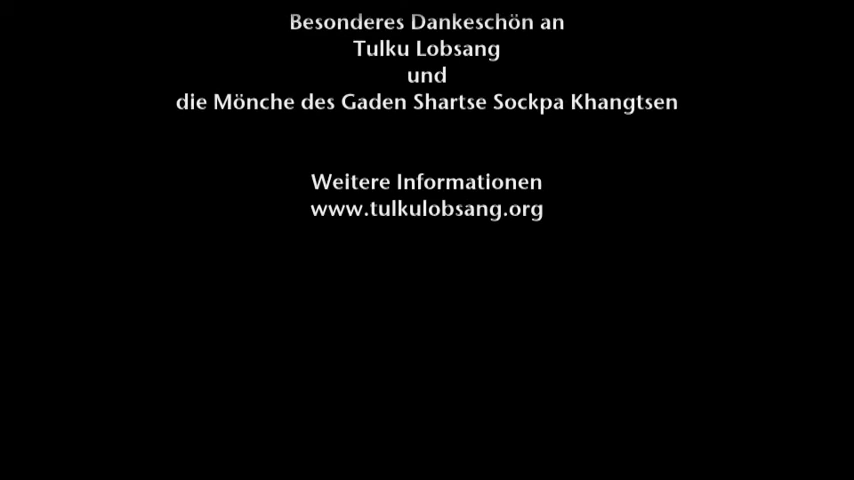 Besonderes Dankeschön an
Tulku Lobsang
und
die Mönche des Gaden Shartse Sockpa Khangtsen
Weitere Informationen
www.tulkulobsang.org